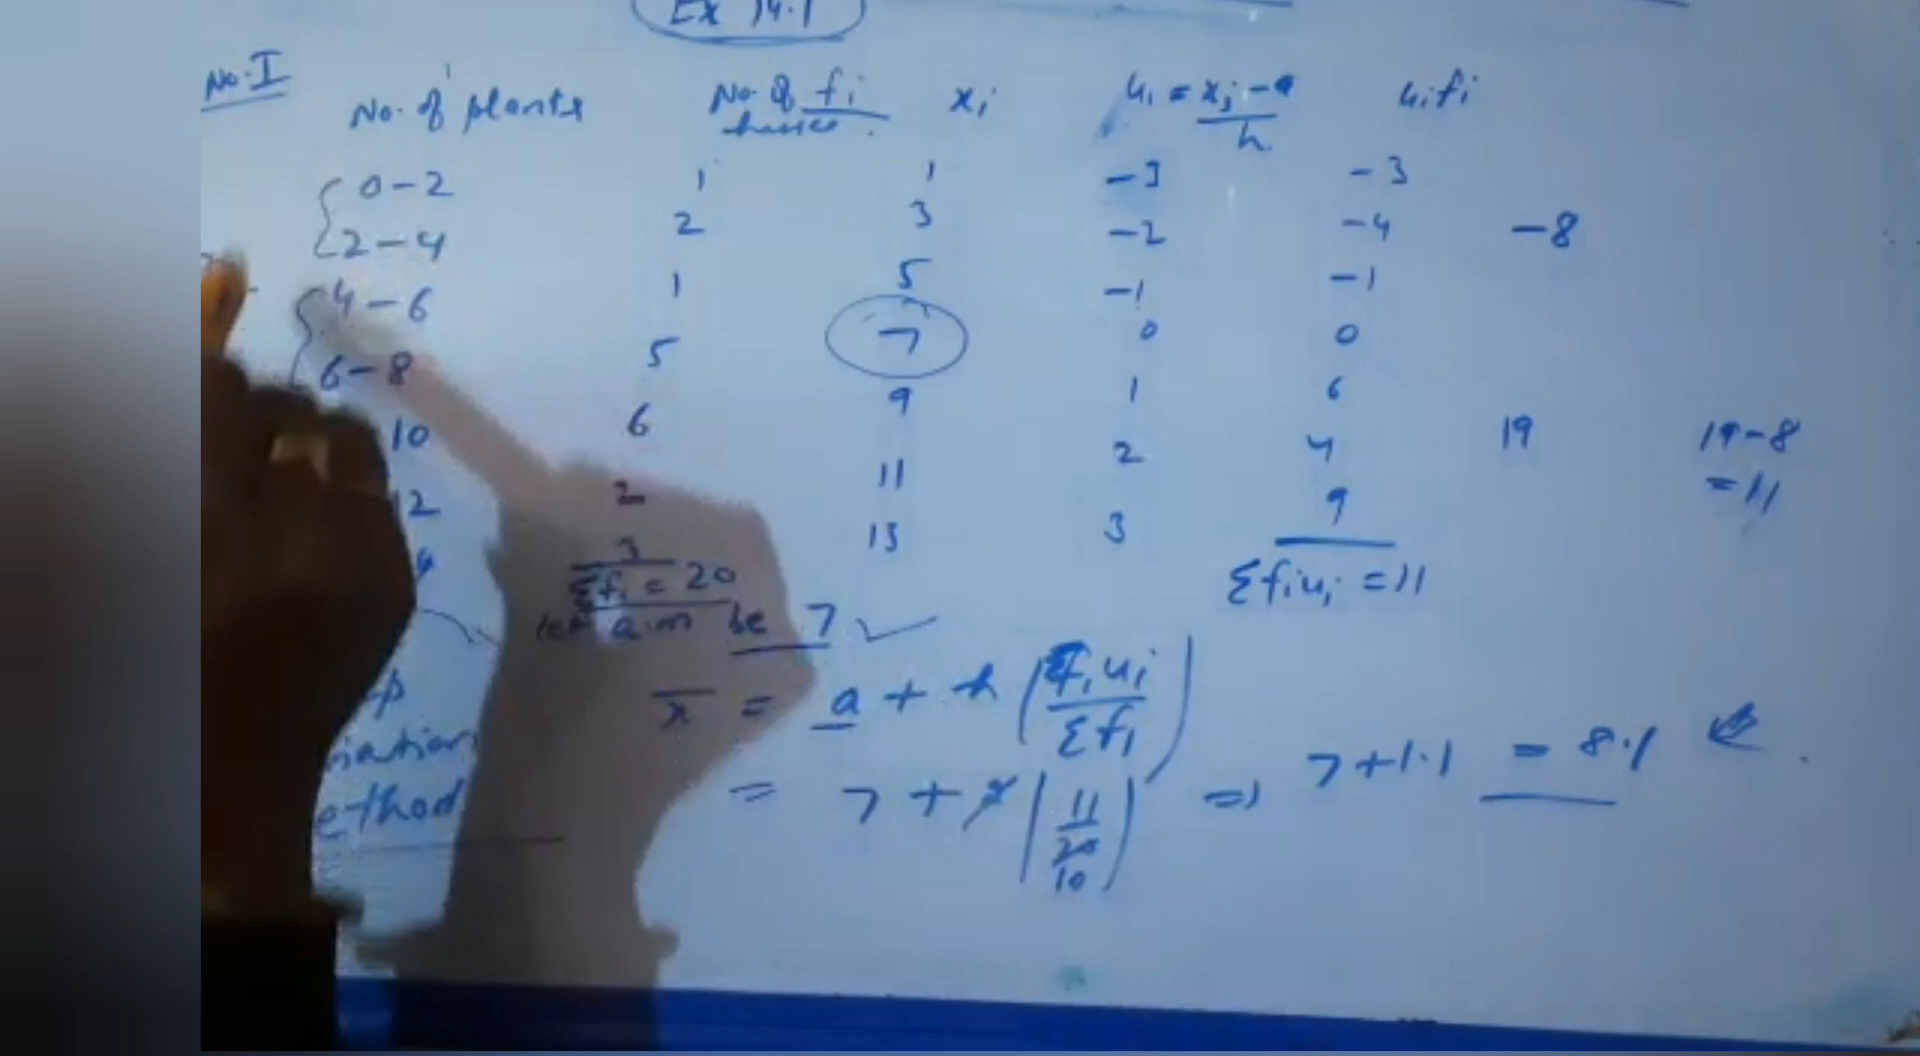 Ex 14.1
No. I
No. of plants No. of fi xi ui = xi - a / h uifi
0-2 1 1 -3 -3
2-4 2 3 -2 -4 -8
4-6 1 5 -1 -1
6-8 5 7 0 0
10 6 9 1 6
12 2 11 2 4 19 19-8
3 13 3 9 =11
Σfi = 20 Σfiui = 11
let a.m be 7 ✓
x̄ = a + h (Σfiui / Σfi)
= 7 + 2 (11 / 20 10) => 7+1.1 = 8.1